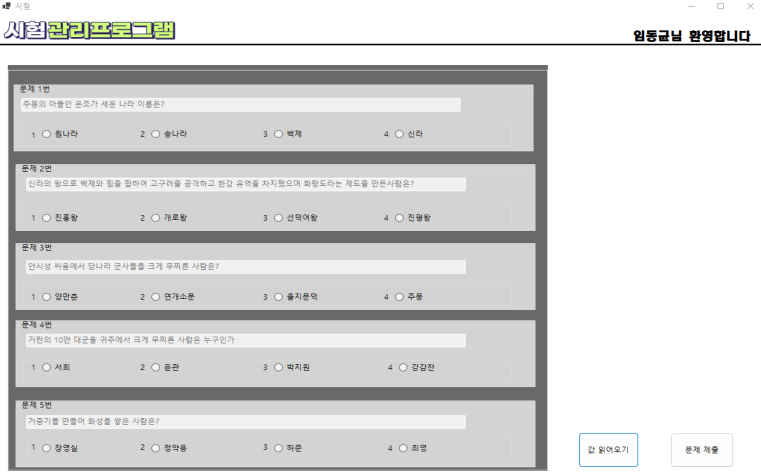 시험
시험관리프로그램
임동균님 환영합니다
문제 1번
주몽의 아들인 온조가 세운 나라 이름은?
1 원나라 2 송나라 3 백제 4 신라
문제 2번
신라의 왕으로 백제와 힘을 합하여 고구려를 공격하고 한강 유역을 차지했으며 화랑도라는 제도를 만든사람은?
1 진흥왕 2 개로왕 3 선덕여왕 4 진평왕
문제 3번
안시성 싸움에서 당나라 군사들을 크게 무찌른 사람은?
1 양만춘 2 연개소문 3 을지문덕 4 주몽
문제 4번
거란의 10만 대군을 귀주에서 크게 무찌른 사람은 누구인가
1 서희 2 윤관 3 박지원 4 강감찬
문제 5번
거중기를 만들어 화성을 쌓은 사람은?
1 장영실 2 정약용 3 허준 4 최영
값 읽어오기 문제 제출